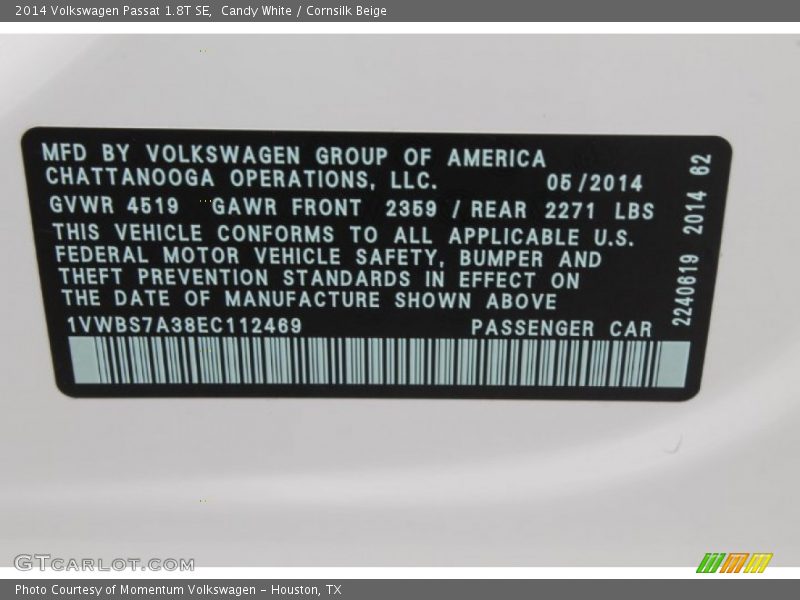 2014 Volkswagen Passat 1.8T SE, Candy White / Cornsilk Beige
MFD BY VOLKSWAGEN GROUP OF AMERICA
CHATTANOOGA OPERATIONS, LLC. 05/2014
GVWR 4519 GAWR FRONT 2359 / REAR 2271 LBS
THIS VEHICLE CONFORMS TO ALL APPLICABLE U.S.
FEDERAL MOTOR VEHICLE SAFETY, BUMPER AND
THEFT PREVENTION STANDARDS IN EFFECT ON
THE DATE OF MANUFACTURE SHOWN ABOVE
1VWBS7A38EC112469 PASSENGER CAR
2240619 2014 62
GTCARLOT.COM
Photo Courtesy of Momentum Volkswagen - Houston, TX